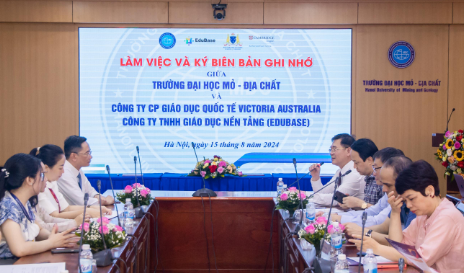 EduBase
LÀM VIỆC VÀ KÝ BIÊN BẢN GHI NHỚ
GIỮA
TRƯỜNG ĐẠI HỌC MỎ - ĐỊA CHẤT
VÀ
CÔNG TY CP GIÁO DỤC QUỐC TẾ VICTORIA AUSTRALIA
CÔNG TY TNHH GIÁO DỤC NỀN TẢNG (EDUBASE)
Hà Nội, ngày 15 tháng 8 năm 2024
TRƯỜNG ĐẠI HỌC MỎ - ĐỊA CHẤT
Hanoi University of Mining and Geology